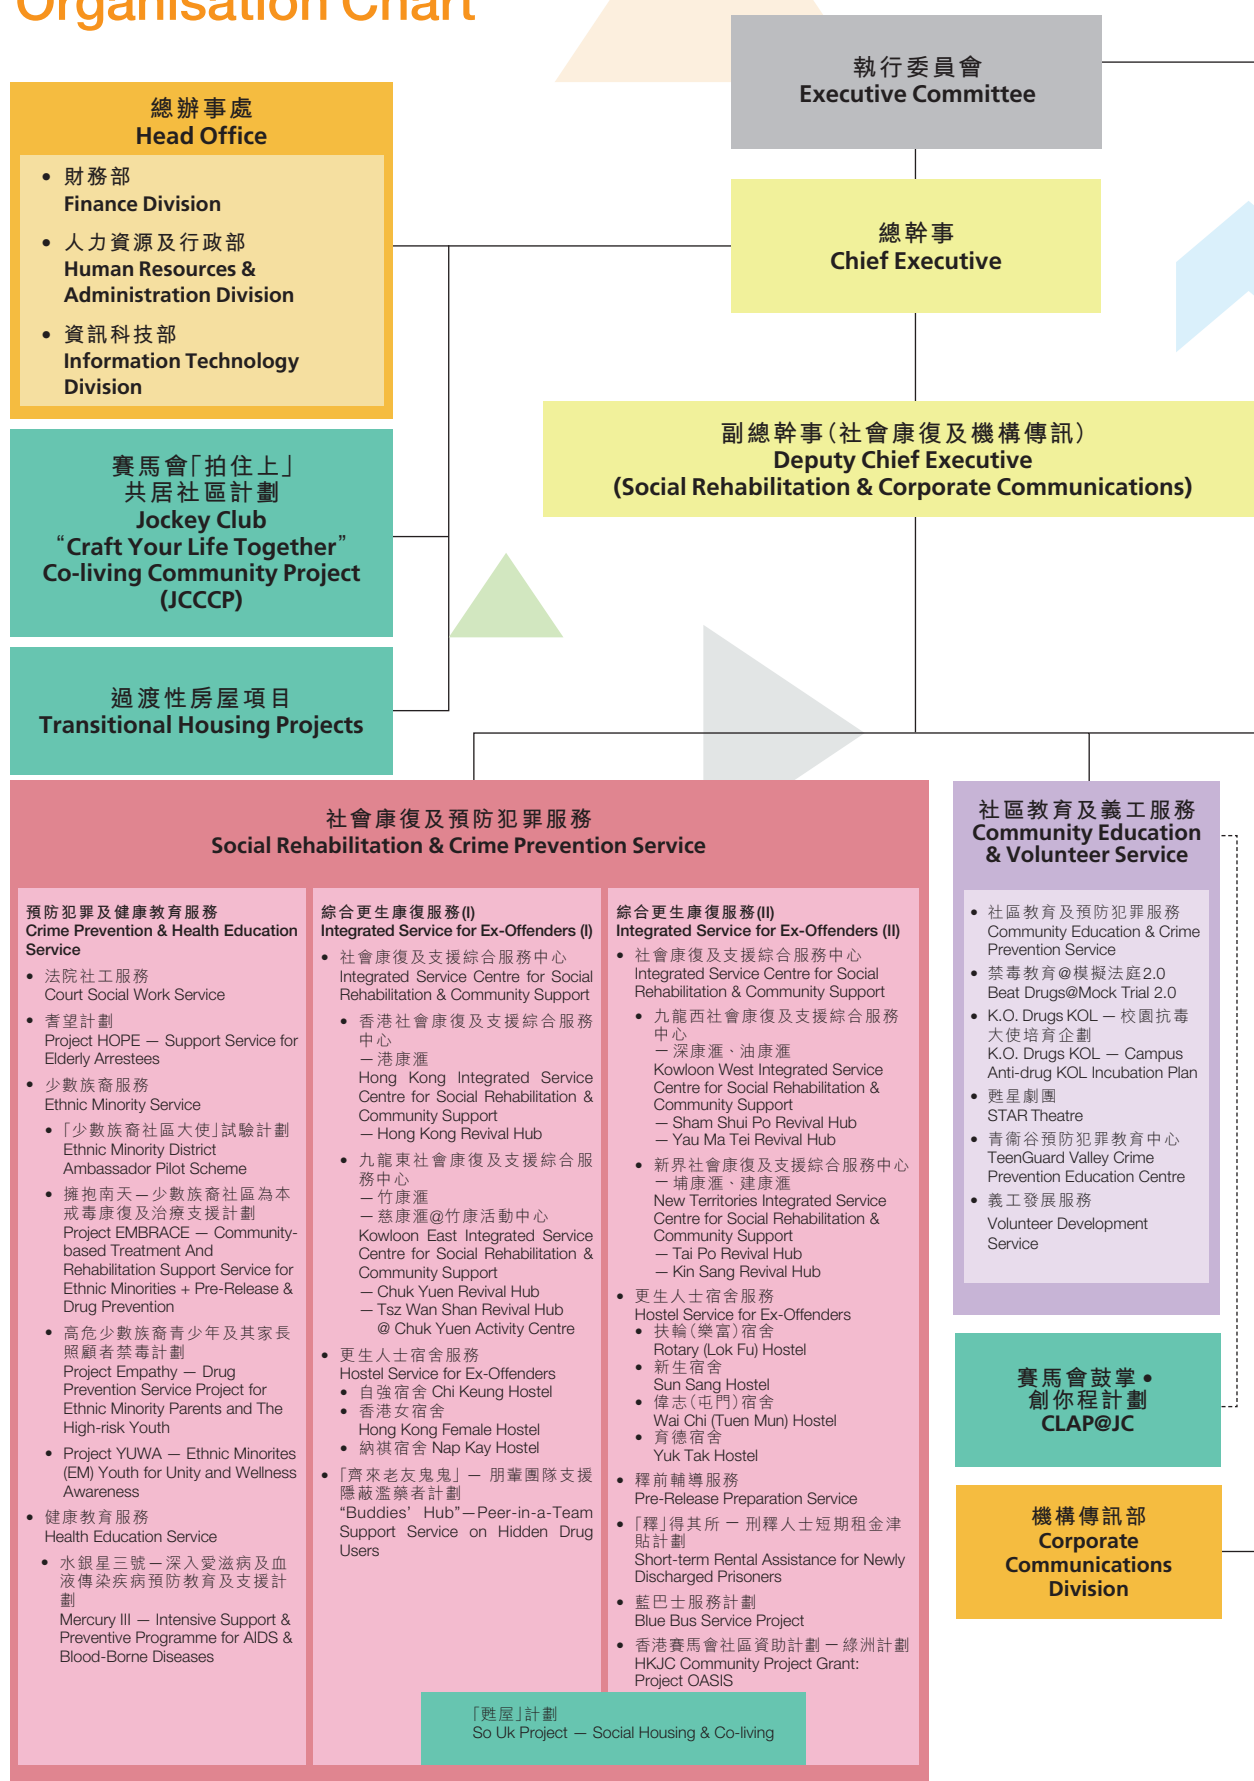 Organisation Chart
執行委員會
Executive Committee
總辦事處
Head Office
• 財務部
Finance Division
• 人力資源及行政部
Human Resources &
Administration Division
• 資訊科技部
Information Technology
Division
總幹事
Chief Executive
副總幹事（社會康復及機構傳訊）
Deputy Chief Executive
(Social Rehabilitation & Corporate Communications)
賽馬會「拍住上」
共居社區計劃
Jockey Club
“Craft Your Life Together”
Co-living Community Project
(JCCCP)
過渡性房屋項目
Transitional Housing Projects
社會康復及預防犯罪服務
Social Rehabilitation & Crime Prevention Service
預防犯罪及健康教育服務
Crime Prevention & Health Education
Service
• 法院社工服務
Court Social Work Service
• 耆望計劃
Project HOPE — Support Service for
Elderly Arrestees
• 少數族裔服務
Ethnic Minority Service
• 「少數族裔社區大使」試驗計劃
Ethnic Minority District
Ambassador Pilot Scheme
• 擁抱南天—少數族裔社區為本
戒毒康復及治療支援計劃
Project EMBRACE — Community-
based Treatment And
Rehabilitation Support Service for
Ethnic Minorities + Pre-Release &
Drug Prevention
• 高危少數族裔青少年及其家長
照顧者禁毒計劃
Project Empathy — Drug
Prevention Service Project for
Ethnic Minority Parents and The
High-risk Youth
• Project YUWA — Ethnic Minorites
(EM) Youth for Unity and Wellness
Awareness
• 健康教育服務
Health Education Service
• 水銀星三號—深入愛滋病及血
液傳染疾病預防教育及支援計
劃
Mercury III — Intensive Support &
Preventive Programme for AIDS &
Blood-Borne Diseases
綜合更生康復服務(I)
Integrated Service for Ex-Offenders (I)
• 社會康復及支援綜合服務中心
Integrated Service Centre for Social
Rehabilitation & Community Support
• 香港社會康復及支援綜合服務
中心
—港康滙
Hong Kong Integrated Service
Centre for Social Rehabilitation &
Community Support
— Hong Kong Revival Hub
• 九龍東社會康復及支援綜合服
務中心
—竹康滙
—慈康滙@竹康活動中心
Kowloon East Integrated Service
Centre for Social Rehabilitation &
Community Support
— Chuk Yuen Revival Hub
— Tsz Wan Shan Revival Hub
@ Chuk Yuen Activity Centre
• 更生人士宿舍服務
Hostel Service for Ex-Offenders
• 自強宿舍 Chi Keung Hostel
• 香港女宿舍
Hong Kong Female Hostel
• 納祺宿舍 Nap Kay Hostel
• 「齊來老友鬼鬼」 — 朋輩團隊支援
隱蔽濫藥者計劃
“Buddies’ Hub”—Peer-in-a-Team
Support Service on Hidden Drug
Users
綜合更生康復服務(II)
Integrated Service for Ex-Offenders (II)
• 社會康復及支援綜合服務中心
Integrated Service Centre for Social
Rehabilitation & Community Support
• 九龍西社會康復及支援綜合服務
中心
—深康滙、油康滙
Kowloon West Integrated Service
Centre for Social Rehabilitation &
Community Support
— Sham Shui Po Revival Hub
— Yau Ma Tei Revival Hub
• 新界社會康復及支援綜合服務中心
—埔康滙、建康滙
New Territories Integrated Service
Centre for Social Rehabilitation &
Community Support
— Tai Po Revival Hub
— Kin Sang Revival Hub
• 更生人士宿舍服務
Hostel Service for Ex-Offenders
• 扶輪（樂富）宿舍
Rotary (Lok Fu) Hostel
• 新生宿舍
Sun Sang Hostel
• 偉志（屯門）宿舍
Wai Chi (Tuen Mun) Hostel
• 育德宿舍
Yuk Tak Hostel
• 釋前輔導服務
Pre-Release Preparation Service
• 「釋」得其所 — 刑釋人士短期租金津
貼計劃
Short-term Rental Assistance for Newly
Discharged Prisoners
• 藍巴士服務計劃
Blue Bus Service Project
• 香港賽馬會社區資助計劃 — 綠洲計劃
HKJC Community Project Grant:
Project OASIS
「甦屋」計劃
So Uk Project — Social Housing & Co-living
社區教育及義工服務
Community Education
& Volunteer Service
• 社區教育及預防犯罪服務
Community Education & Crime
Prevention Service
• 禁毒教育@模擬法庭2.0
Beat Drugs@Mock Trial 2.0
• K.O. Drugs KOL — 校園抗毒
大使培育企劃
K.O. Drugs KOL — Campus
Anti-drug KOL Incubation Plan
• 甦星劇團
STAR Theatre
• 青衞谷預防犯罪教育中心
TeenGuard Valley Crime
Prevention Education Centre
• 義工發展服務
Volunteer Development
Service
賽馬會鼓掌•
創你程計劃
CLAP@JC
機構傳訊部
Corporate
Communications
Division